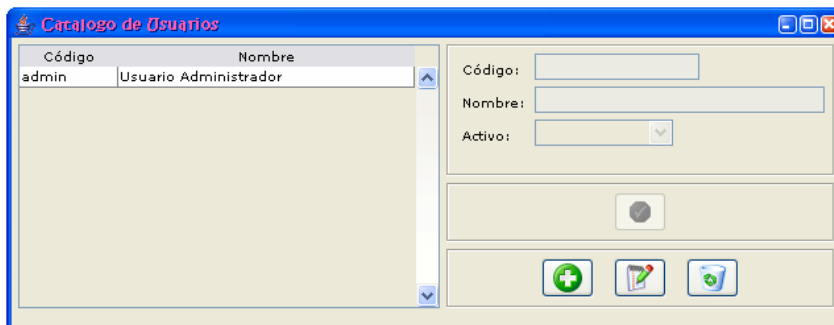 Catalogo de Usuarios
Código Nombre
admin Usuario Administrador
Código:
Nombre:
Activo: